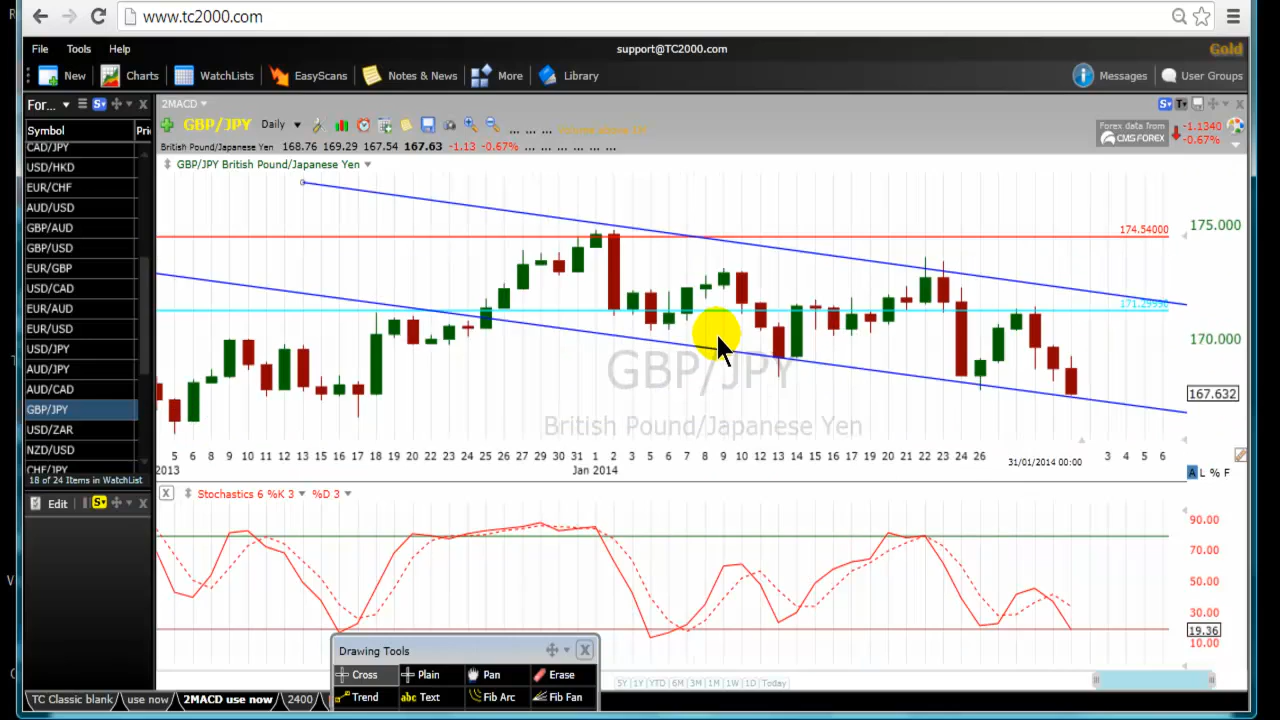 www.tc2000.com
File Tools Help support@TC2000.com Gold
New Charts WatchLists EasyScans Notes & News More Library Messages User Groups
For...
Symbol
CAD/JPY
USD/HKD
EUR/CHF
AUD/USD
GBP/AUD
GBP/USD
EUR/GBP
USD/CAD
EUR/AUD
EUR/USD
USD/JPY
AUD/JPY
AUD/CAD
GBP/JPY
USD/ZAR
NZD/USD
CHF/JPY
18 of 24 Items in WatchList
Edit
2MACD
GBP/JPY Daily ... ... ...
British Pound/Japanese Yen 168.76 169.29 167.54 167.63 -1.13 -0.67% ... ... ... ... ... ...
Forex data from
CMS FOREX
-1.1340
-0.67%
GBP/JPY British Pound/Japanese Yen
174.54000
175.000
170.000
167.632
GBP/JPY
British Pound/Japanese Yen
5 6 8 9 10 12 13 15 16 17 18 19 20 22 23 24 25 26 27 29 30 31 1 2 3 5 6 7 8 9 10 12 13 14 15 16 17 19 20 21 22 23 24 26 3 4 5 6
2013 Jan 2014 31/01/2014 00:00
A L % F
Stochastics 6 %K 3 %D 3
90.00
70.00
50.00
30.00
19.36
10.00
Drawing Tools
Cross Plain Pan Erase
Trend abc Text Fib Arc Fib Fan
5Y 1Y YTD 6M 3M 1M 1W 1D Today
TC Classic blank use now 2MACD use now 2400